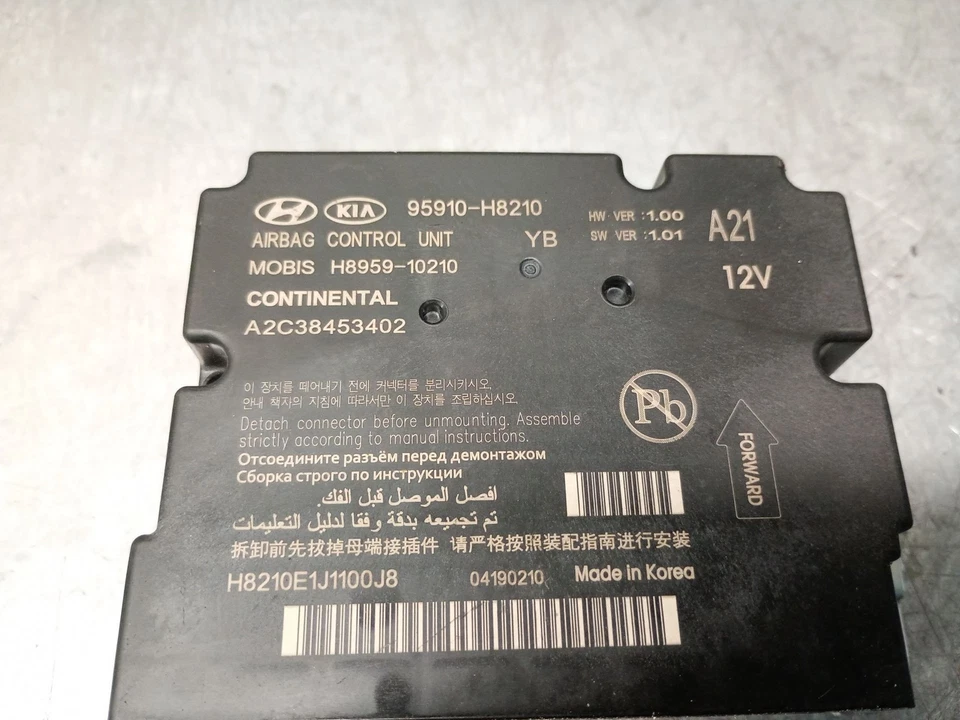 HYUNDAI KIA 95910-H8210 HW VER :1.00 A21
AIRBAG CONTROL UNIT YB SW VER :1.01
MOBIS H8959-10210 12V
CONTINENTAL
A2C38453402
이 장치를 떼어내기 전에 커넥터를 분리시키시오.
안내 책자의 지침에 따라서만 이 장치를 조립하십시오.
Detach connector before unmounting. Assemble
strictly according to manual instructions.
Отсоедините разъём перед демонтажом
Сборка строго по инструкции
افصل الموصل قبل الفك.
تم تجميعه بدقة وفقا لدليل التعليمات
拆卸前先拔掉母端接插件 请严格按照装配指南进行安装
Pb
FORWARD
H8210E1J1100J8 04190210 Made in Korea